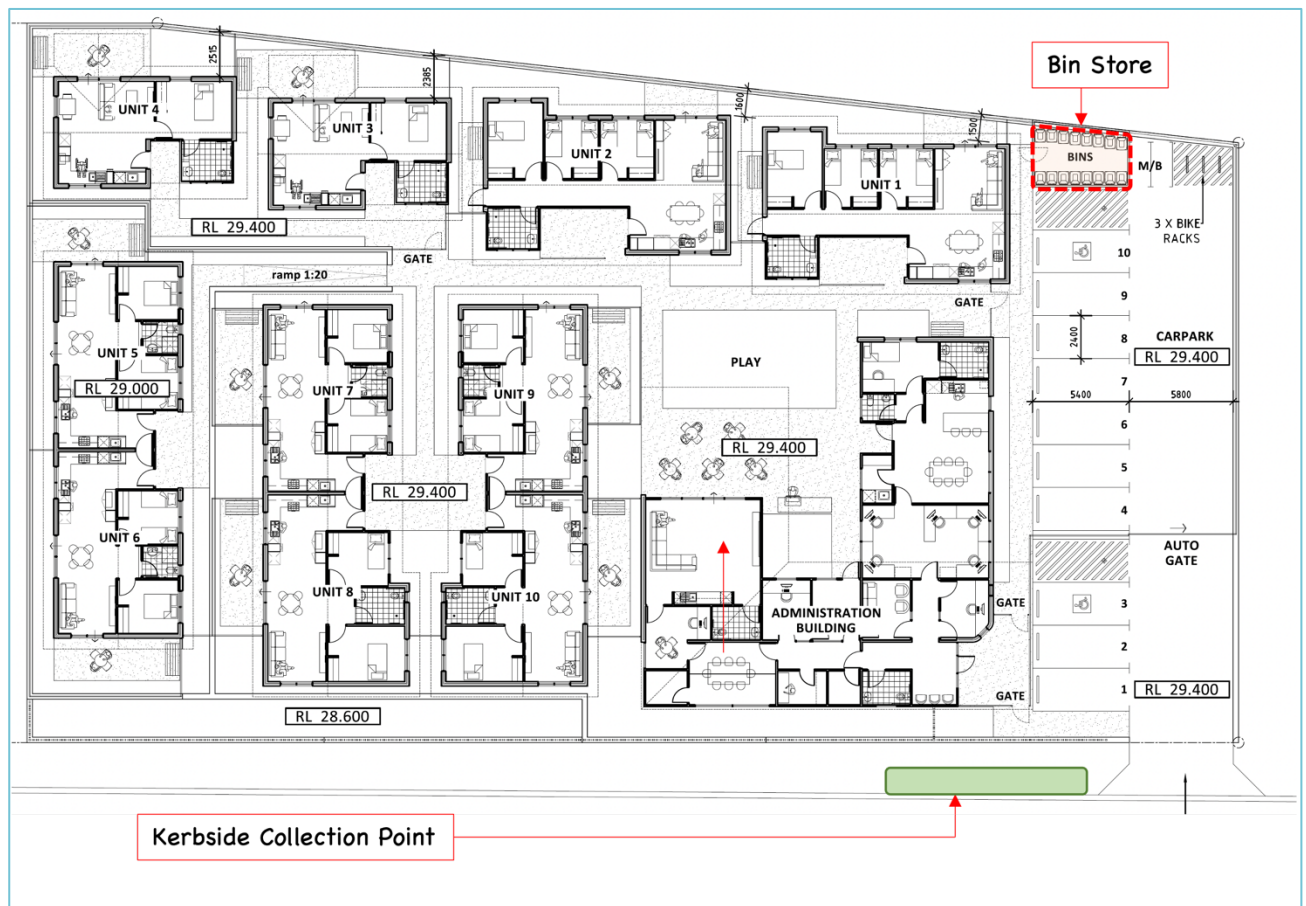 Bin Store
2515
2385
1600
1500
UNIT 4
UNIT 3
UNIT 2
UNIT 1
BINS
M/B
3 X BIKE
RACKS
RL 29.400
GATE
ramp 1:20
GATE
10
9
8
2400
7
6
5
4
CARPARK
RL 29.400
5400
5800
UNIT 5
RL 29.000
UNIT 7
UNIT 9
PLAY
RL 29.400
RL 29.400
UNIT 6
UNIT 8
UNIT 10
AUTO
GATE
ADMINISTRATION
BUILDING
GATE
3
2
1
RL 29.400
GATE
RL 28.600
Kerbside Collection Point